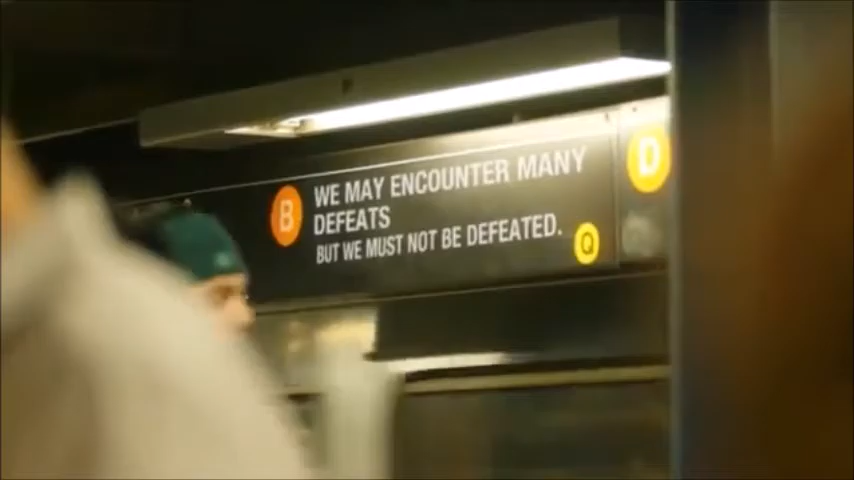 B
WE MAY ENCOUNTER MANY
DEFEATS
BUT WE MUST NOT BE DEFEATED.
Q
D